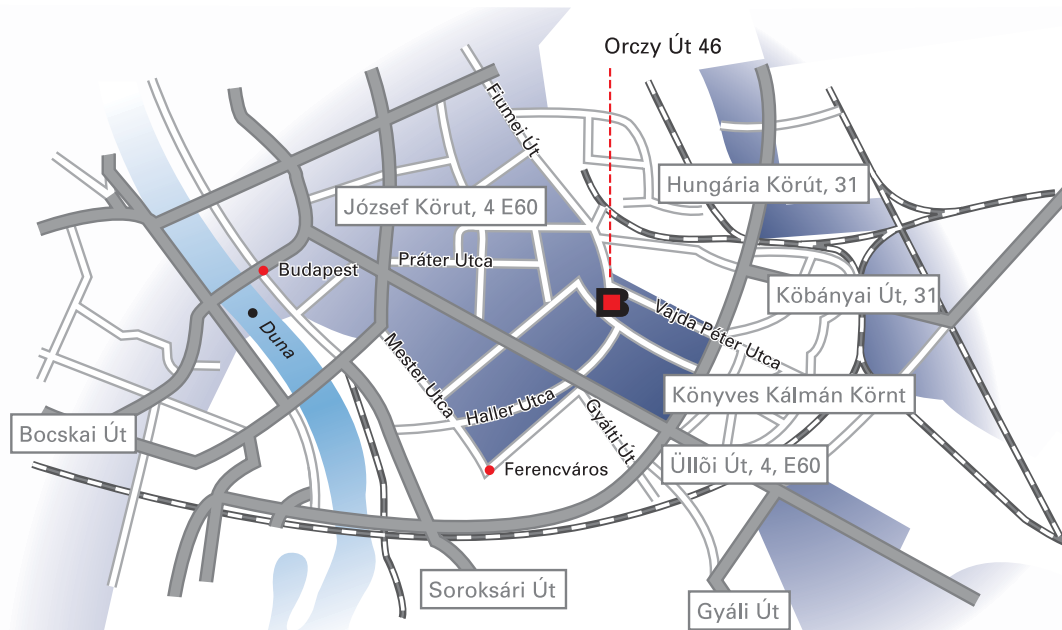 Orczy Út 46
Fiumei Út
Hungária Körút, 31
József Körut, 4 E60
Práter Utca
Budapest
Köbányai Út, 31
B
Vajda Péter Utca
Duna
Mester Utca
Könyves Kálmán Körnt
Haller Utca
Gyálti Út
Bocskai Út
Üllõi Út, 4, E60
Ferencváros
Soroksári Út
Gyáli Út